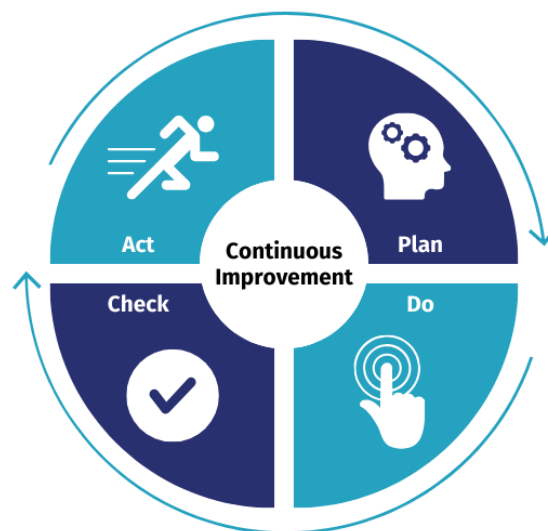 Act
Plan
Continuous
Improvement
Check
Do